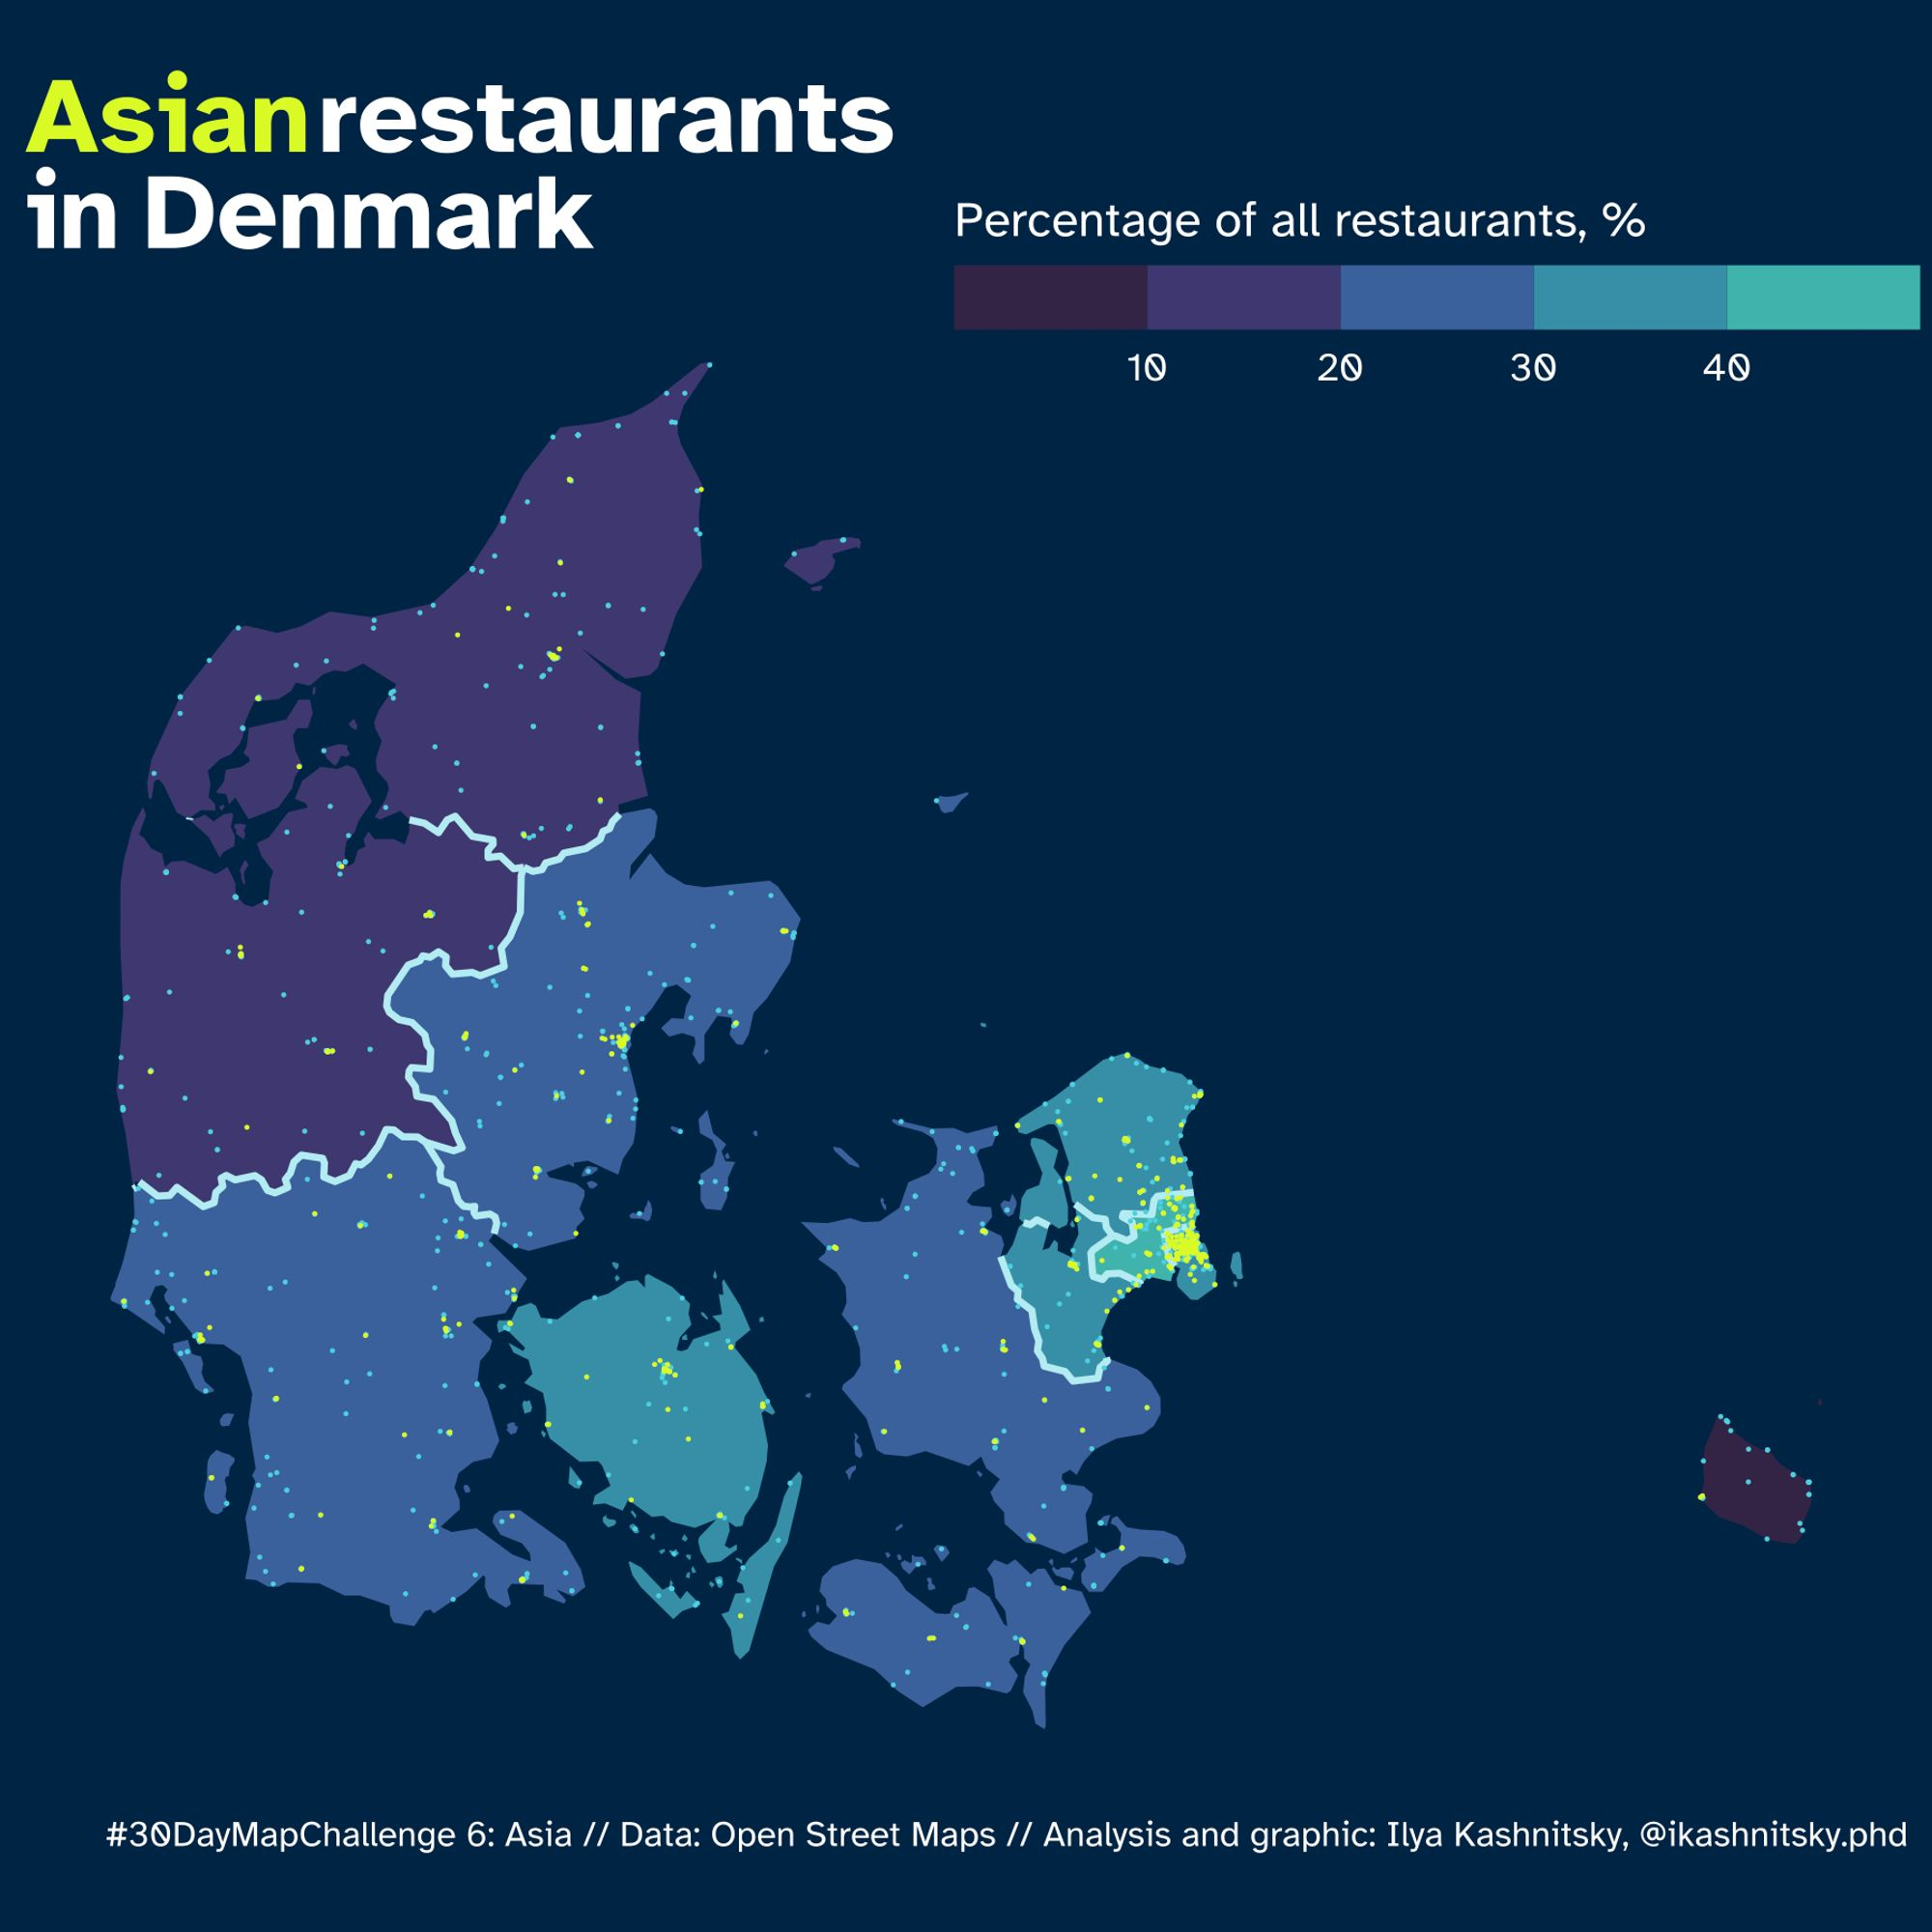 Asian restaurants
in Denmark
Percentage of all restaurants, %
10 20 30 40
#30DayMapChallenge 6: Asia // Data: Open Street Maps // Analysis and graphic: Ilya Kashnitsky, @ikashnitsky.phd